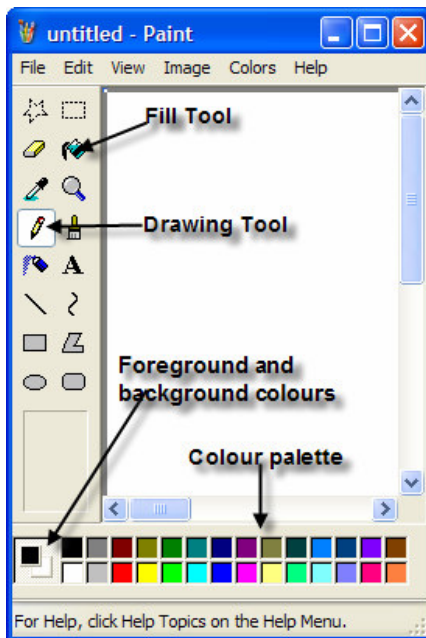 untitled - Paint
File Edit View Image Colors Help
Fill Tool
Drawing Tool
A
Foreground and
background colours
Colour palette
For Help, click Help Topics on the Help Menu.